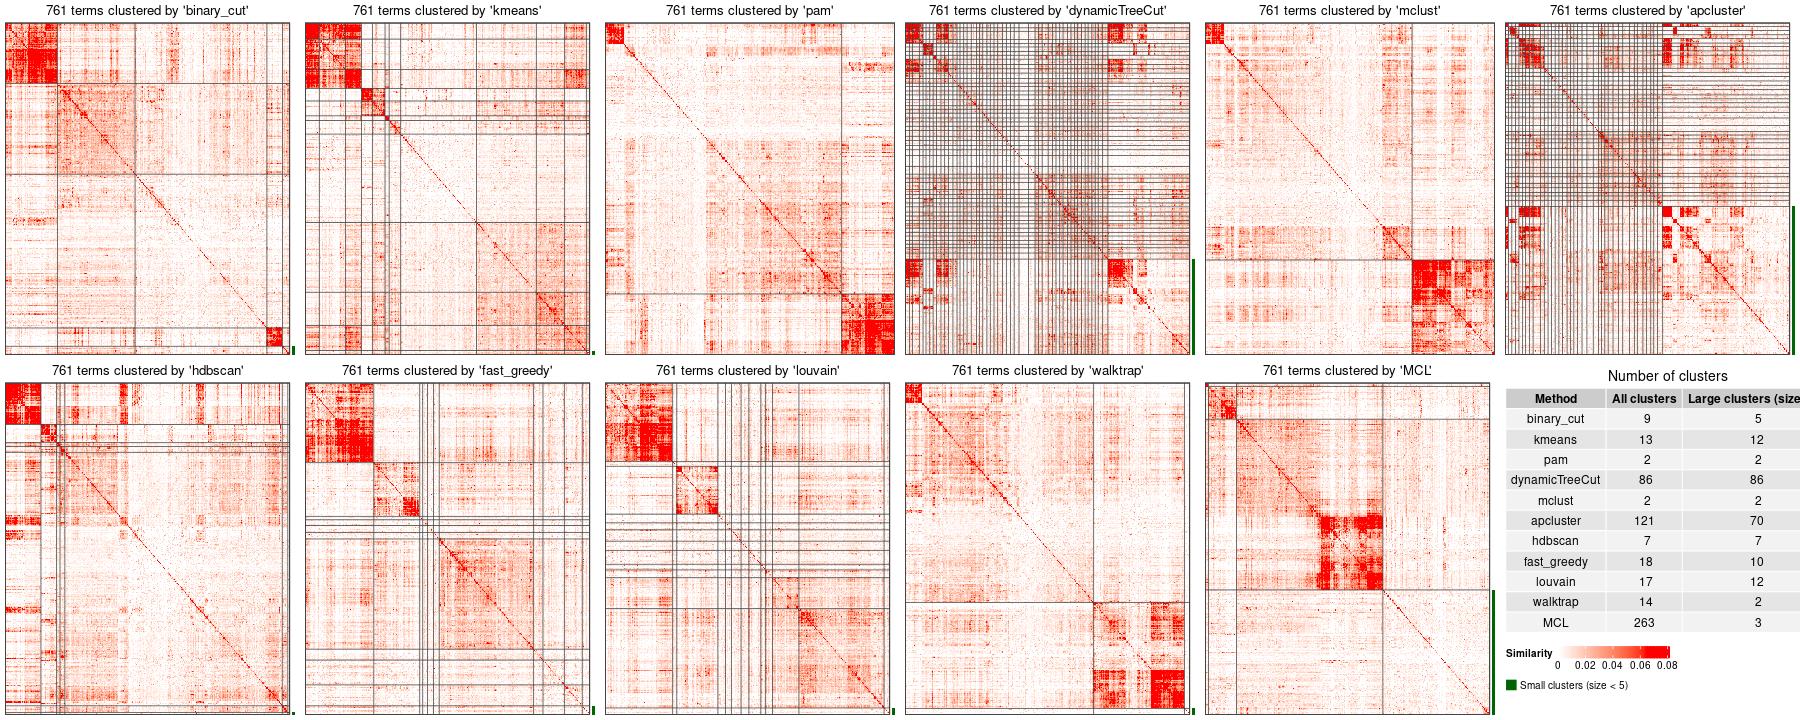 761 terms clustered by 'binary_cut'
761 terms clustered by 'kmeans'
761 terms clustered by 'pam'
761 terms clustered by 'dynamicTreeCut'
761 terms clustered by 'mclust'
761 terms clustered by 'apcluster'
761 terms clustered by 'hdbscan'
761 terms clustered by 'fast_greedy'
761 terms clustered by 'louvain'
761 terms clustered by 'walktrap'
761 terms clustered by 'MCL'
Number of clusters
Method All clusters Large clusters (size
binary_cut 9 5
kmeans 13 12
pam 2 2
dynamicTreeCut 86 86
mclust 2 2
apcluster 121 70
hdbscan 7 7
fast_greedy 18 10
louvain 17 12
walktrap 14 2
MCL 263 3
Similarity
0 0.02 0.04 0.06 0.08
Small clusters (size < 5)